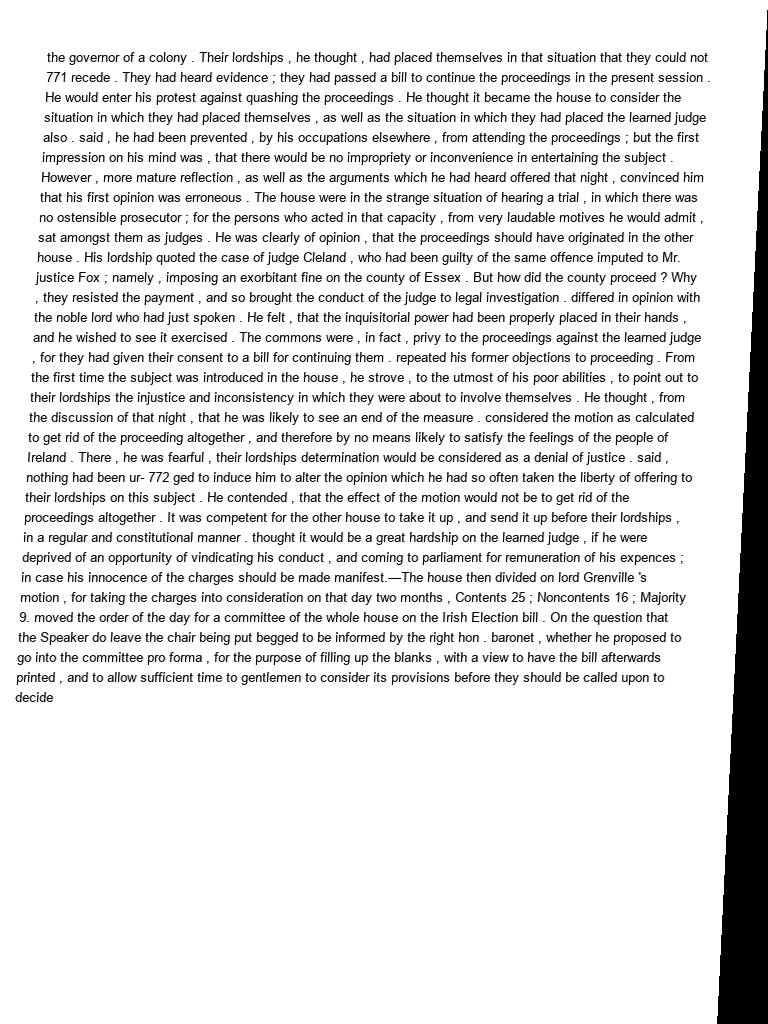 the governor of a colony . Their lordships , he thought , had placed themselves in that situation that they could not
771 recede . They had heard evidence ; they had passed a bill to continue the proceedings in the present session .
He would enter his protest against quashing the proceedings . He thought it became the house to consider the
situation in which they had placed themselves , as well as the situation in which they had placed the learned judge
also . said , he had been prevented , by his occupations elsewhere , from attending the proceedings ; but the first
impression on his mind was , that there would be no impropriety or inconvenience in entertaining the subject .
However , more mature reflection , as well as the arguments which he had heard offered that night , convinced him
that his first opinion was erroneous . The house were in the strange situation of hearing a trial , in which there was
no ostensible prosecutor ; for the persons who acted in that capacity , from very laudable motives he would admit ,
sat amongst them as judges . He was clearly of opinion , that the proceedings should have originated in the other
house . His lordship quoted the case of judge Cleland , who had been guilty of the same offence imputed to Mr.
justice Fox ; namely , imposing an exorbitant fine on the county of Essex . But how did the county proceed ? Why
, they resisted the payment , and so brought the conduct of the judge to legal investigation . differed in opinion with
the noble lord who had just spoken . He felt , that the inquisitorial power had been properly placed in their hands ,
and he wished to see it exercised . The commons were , in fact , privy to the proceedings against the learned judge
, for they had given their consent to a bill for continuing them . repeated his former objections to proceeding . From
the first time the subject was introduced in the house , he strove , to the utmost of his poor abilities , to point out to
their lordships the injustice and inconsistency in which they were about to involve themselves . He thought , from
the discussion of that night , that he was likely to see an end of the measure . considered the motion as calculated
to get rid of the proceeding altogether , and therefore by no means likely to satisfy the feelings of the people of
Ireland . There , he was fearful , their lordships determination would be considered as a denial of justice . said ,
nothing had been ur- 772 ged to induce him to alter the opinion which he had so often taken the liberty of offering to
their lordships on this subject . He contended , that the effect of the motion would not be to get rid of the
proceedings altogether . It was competent for the other house to take it up , and send it up before their lordships ,
in a regular and constitutional manner . thought it would be a great hardship on the learned judge , if he were
deprived of an opportunity of vindicating his conduct , and coming to parliament for remuneration of his expences ;
in case his innocence of the charges should be made manifest.—The house then divided on lord Grenville 's
motion , for taking the charges into consideration on that day two months , Contents 25 ; Noncontents 16 ; Majority
9. moved the order of the day for a committee of the whole house on the Irish Election bill . On the question that
the Speaker do leave the chair being put begged to be informed by the right hon . baronet , whether he proposed to
go into the committee pro forma , for the purpose of filling up the blanks , with a view to have the bill afterwards
printed , and to allow sufficient time to gentlemen to consider its provisions before they should be called upon to
decide